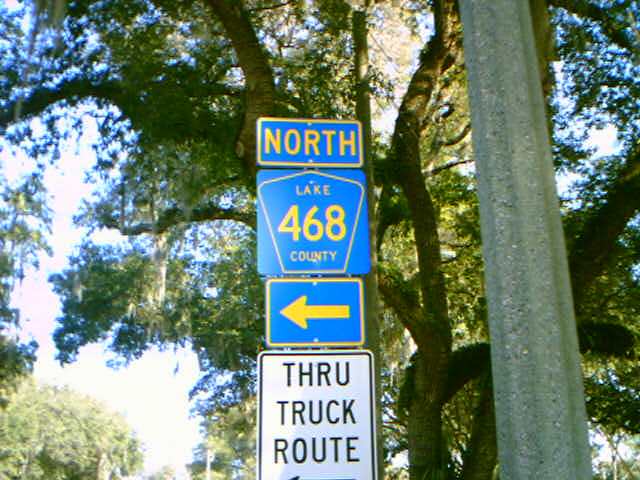 NORTH
LAKE
468
COUNTY
THRU
TRUCK
ROUTE